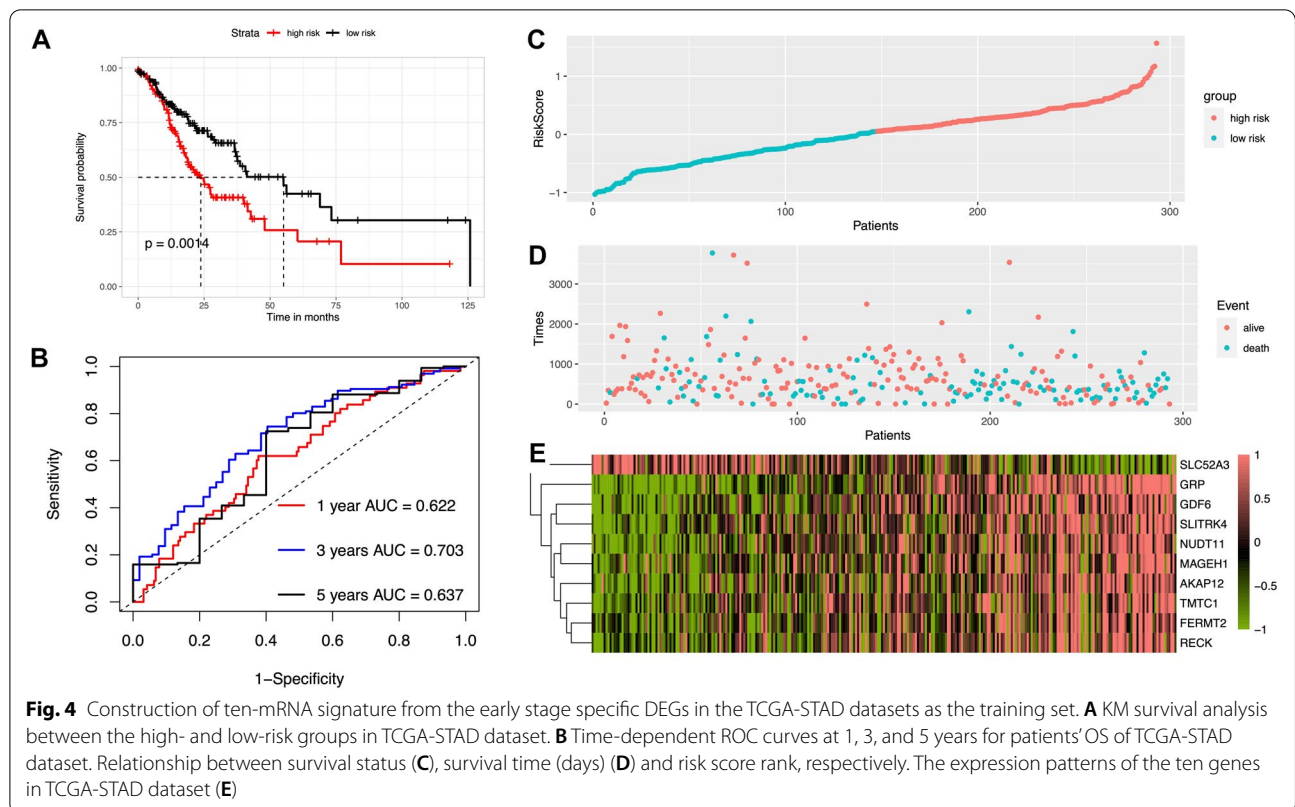 A
Strata high risk low risk
1.00
0.75
0.50
0.25
0.00
Survival probability
p = 0.0014
0 25 50 75 100 125
Time in months
B
1.0
0.8
0.6
0.4
0.2
0.0
Sensitivity
1 year AUC = 0.622
3 years AUC = 0.703
5 years AUC = 0.637
0.0 0.2 0.4 0.6 0.8 1.0
1−Specificity
C
1
0
−1
RiskScore
0 100 200 300
Patients
group
high risk
low risk
D
3000
2000
1000
0
Times
0 100 200 300
Patients
Event
alive
death
E
SLC52A3
GRP
GDF6
SLITRK4
NUDT11
MAGEH1
AKAP12
TMTC1
FERMT2
RECK
1
0.5
0
−0.5
−1
Fig. 4 Construction of ten-mRNA signature from the early stage specific DEGs in the TCGA-STAD datasets as the training set. A KM survival analysis
between the high- and low-risk groups in TCGA-STAD dataset. B Time-dependent ROC curves at 1, 3, and 5 years for patients' OS of TCGA-STAD
dataset. Relationship between survival status (C), survival time (days) (D) and risk score rank, respectively. The expression patterns of the ten genes
in TCGA-STAD dataset (E)